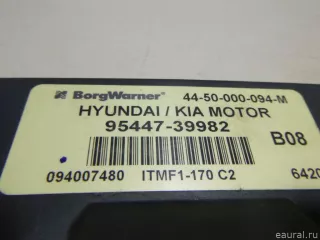 BorgWarner 44-50-000-094-M
HYUNDAI / KIA MOTOR
95447-39982
B08
094007480 ITMF1-170 C2 6420
© eaural.ru